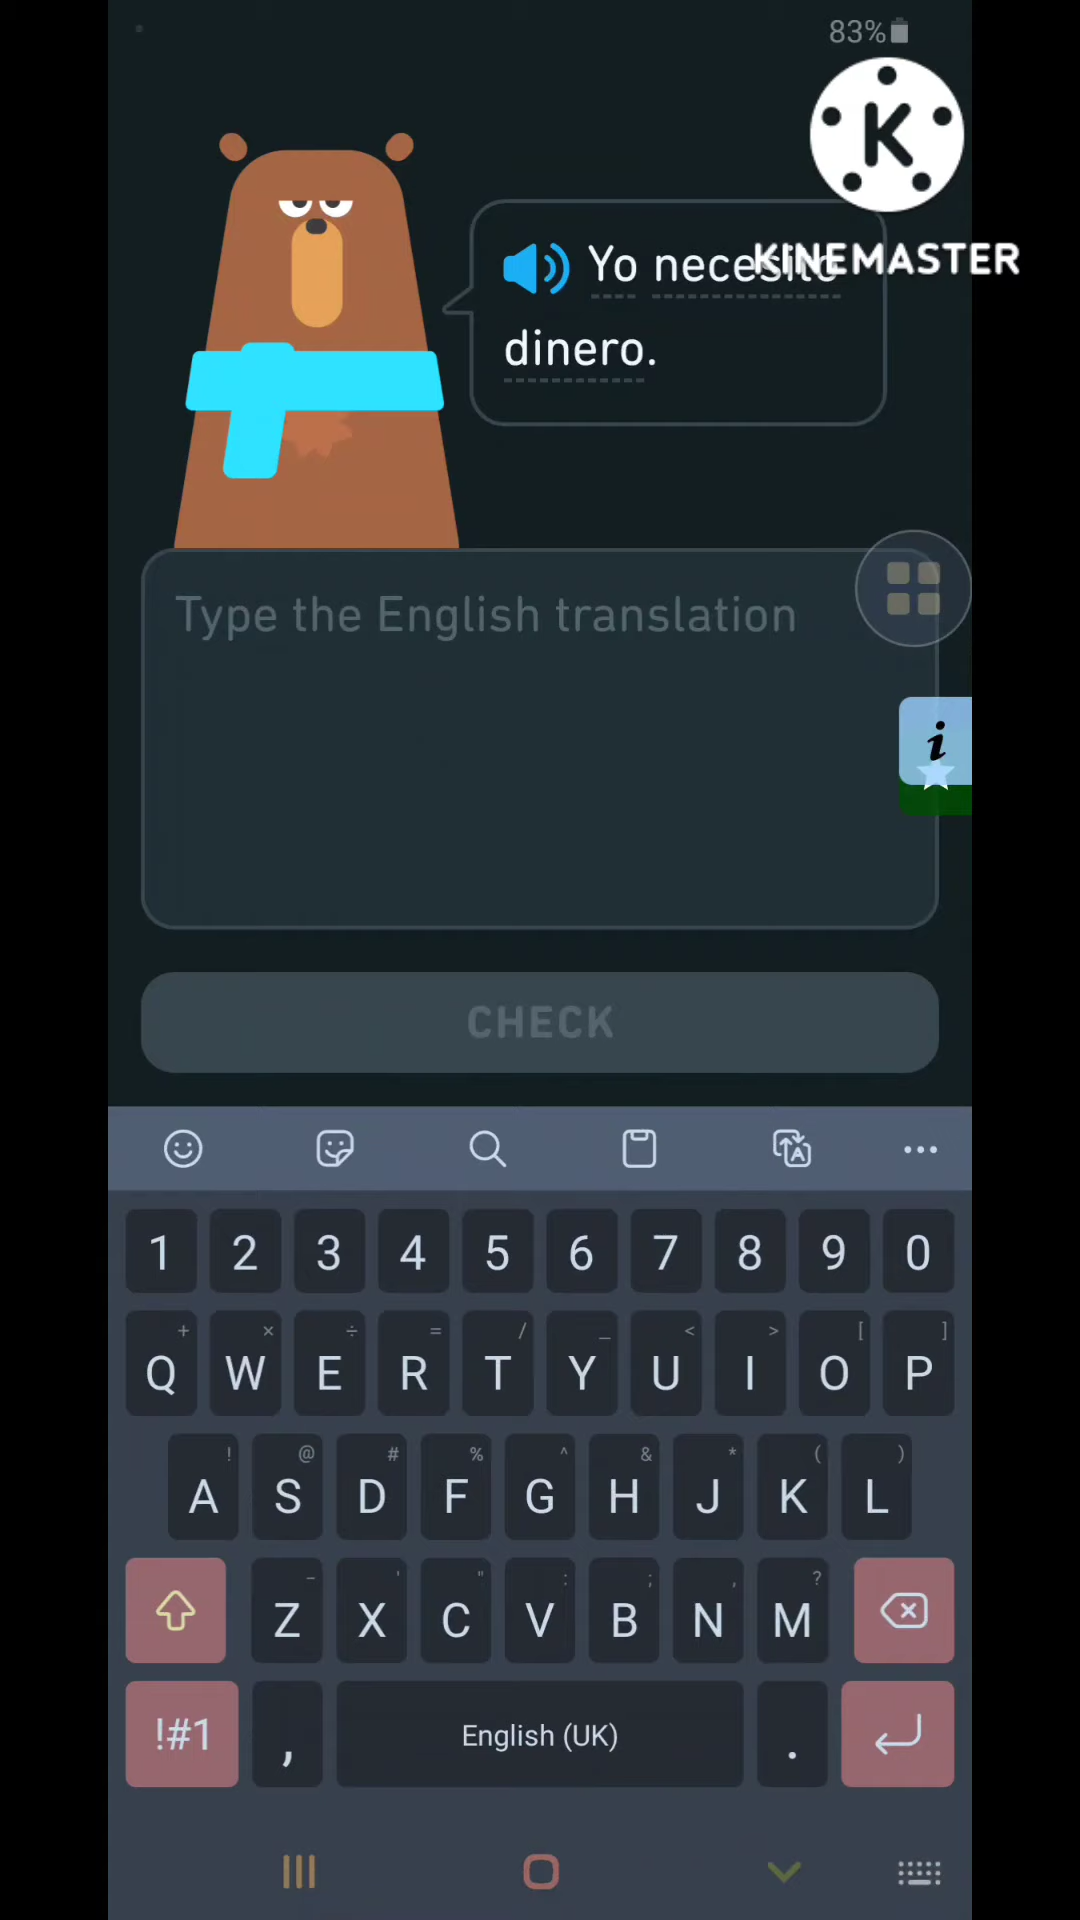 83%
K
KINEMASTER
Yo necesito
dinero.
Type the English translation
i
CHECK
1 2 3 4 5 6 7 8 9 0
+ × ÷ = / _ < > [ ]
Q W E R T Y U I O P
! @ # % ^ & * ( )
A S D F G H J K L
- ' " : ; , ?
Z X C V B N M
!#1 , English (UK) .